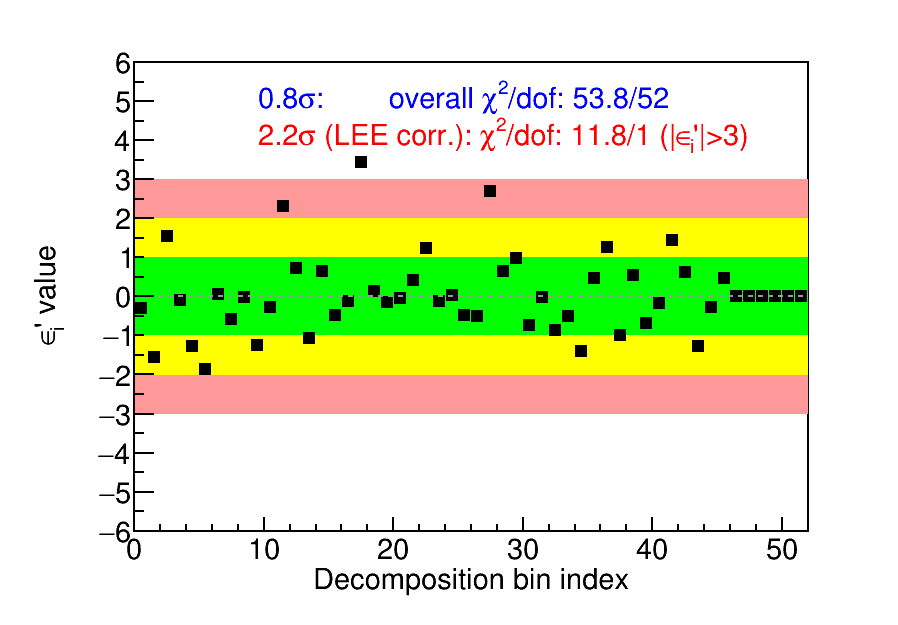 0.8σ: overall χ²/dof: 53.8/52
2.2σ (LEE corr.): χ²/dof: 11.8/1 (|ϵᵢ'|>3)
6
5
4
3
2
1
0
−1
−2
−3
−4
−5
−6
ϵᵢ' value
0 10 20 30 40 50
Decomposition bin index